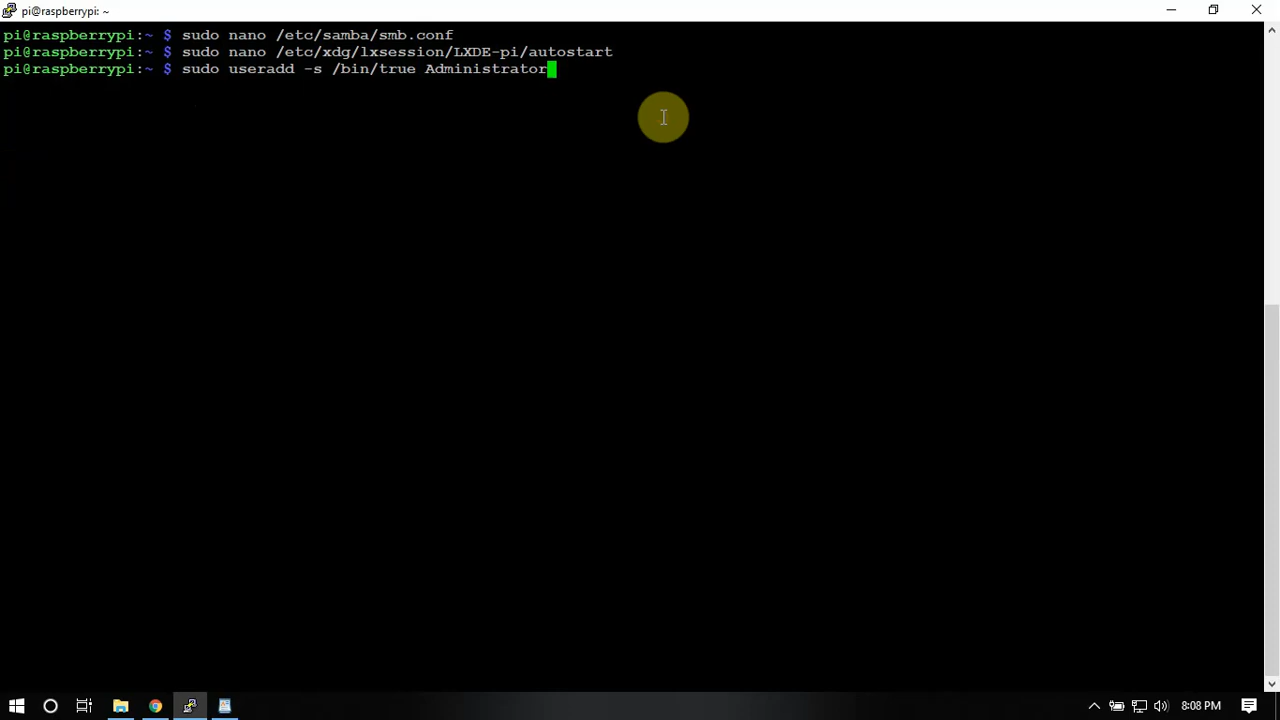 pi@raspberrypi: ~
pi@raspberrypi:~ $ sudo nano /etc/samba/smb.conf
pi@raspberrypi:~ $ sudo nano /etc/xdg/lxsession/LXDE-pi/autostart
pi@raspberrypi:~ $ sudo useradd -s /bin/true Administrator
8:08 PM